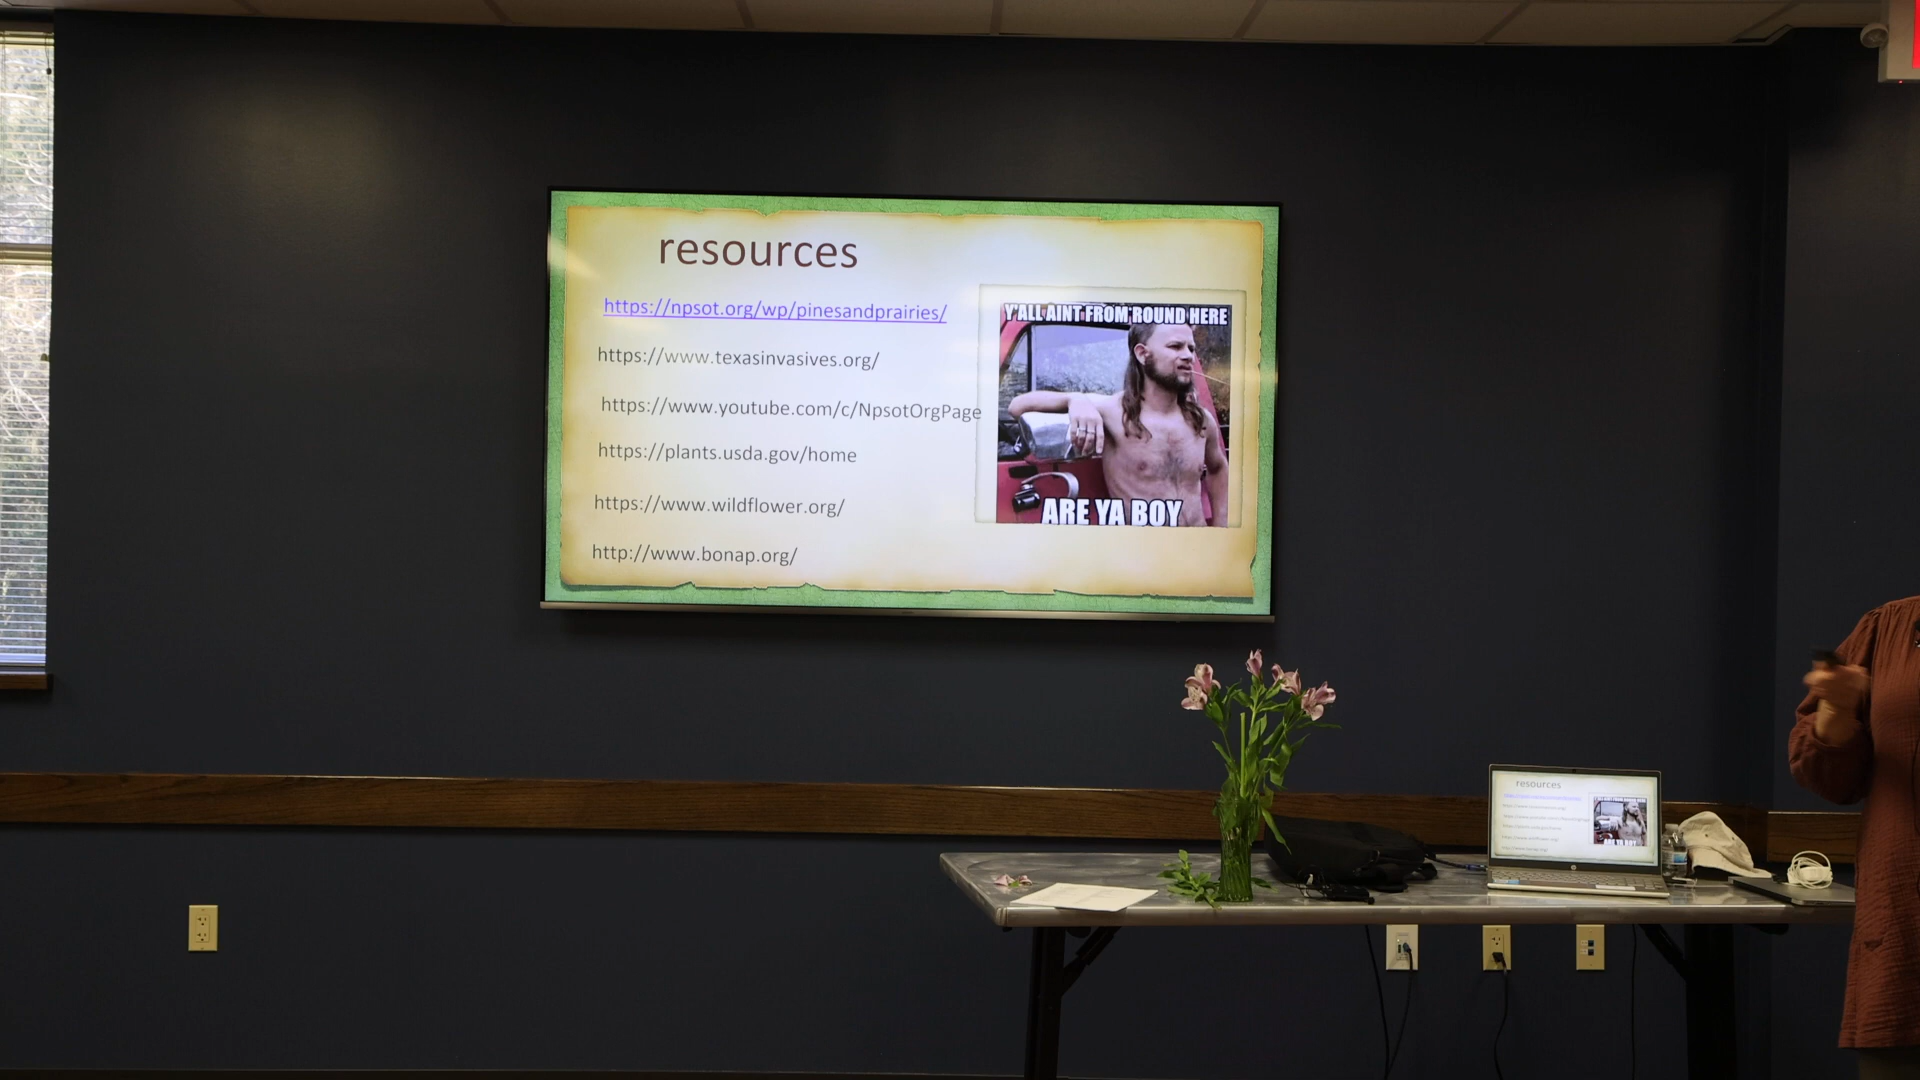 resources
https://npsot.org/wp/pinesandprairies/
https://www.texasinvasives.org/
https://www.youtube.com/c/NpsotOrgPage
https://plants.usda.gov/home
https://www.wildflower.org/
http://www.bonap.org/
Y'ALL AINT FROM 'ROUND HERE
ARE YA BOY
resources